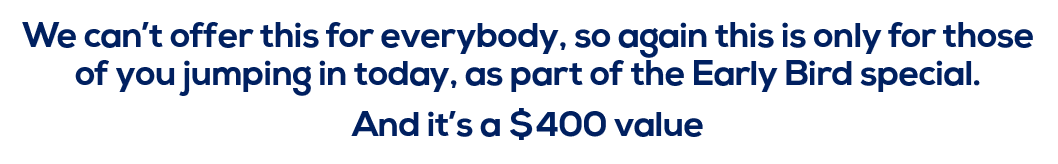 We can’t offer this for everybody, so again this is only for those
of you jumping in today, as part of the Early Bird special.
And it’s a $400 value